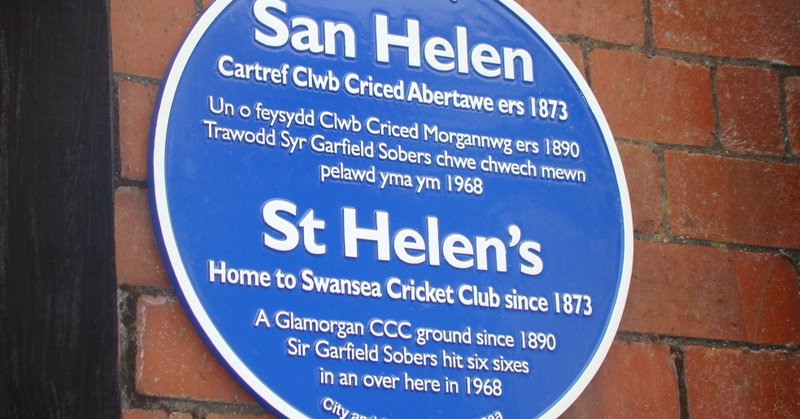 San Helen
Cartref Clwb Criced Abertawe ers 1873
Un o feysydd Clwb Criced Morgannwg ers 1890
Trawodd Syr Garfield Sobers chwe chwech mewn
pelawd yma ym 1968
St Helen's
Home to Swansea Cricket Club since 1873
A Glamorgan CCC ground since 1890
Sir Garfield Sobers hit six sixes
in an over here in 1968
City and